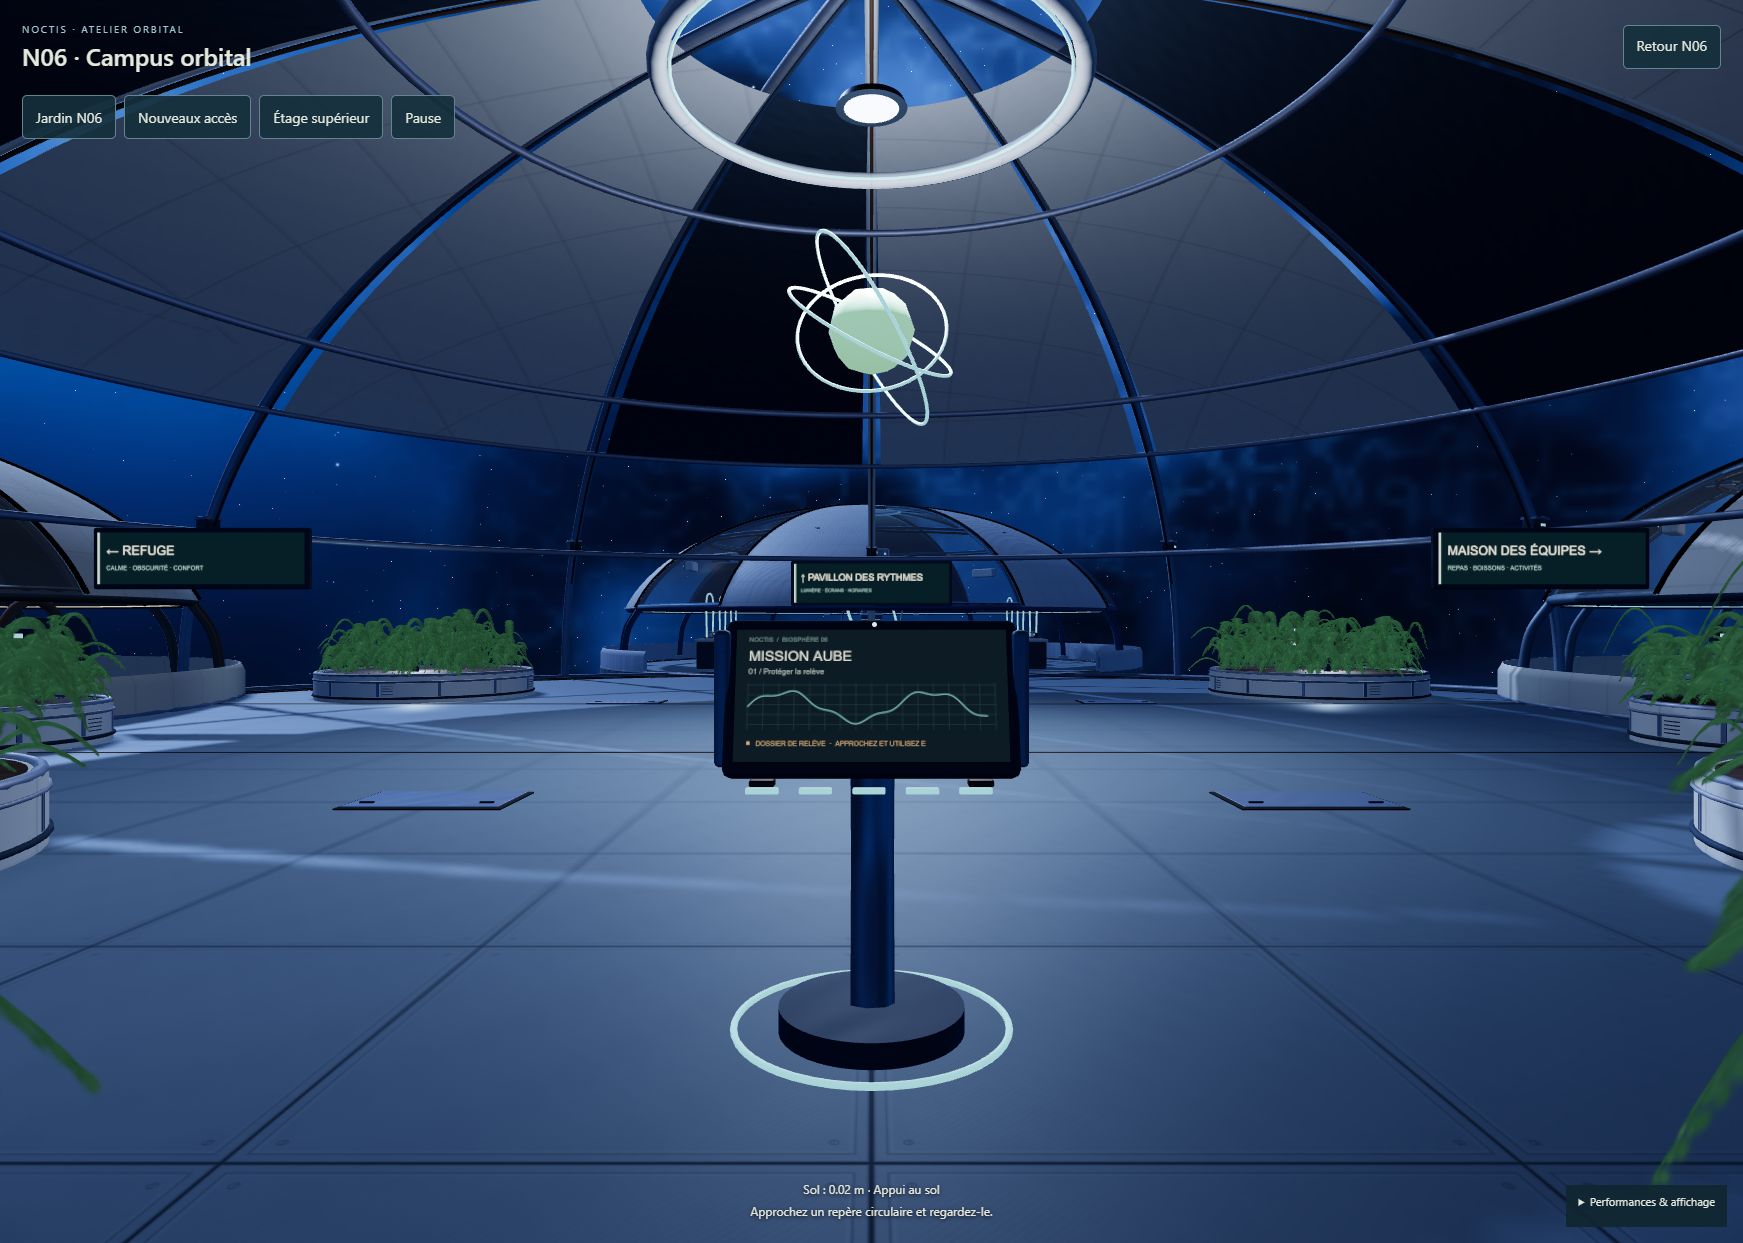 NOCTIS · ATELIER ORBITAL
N06 · Campus orbital
Retour N06
Jardin N06
Nouveaux accès
Étage supérieur
Pause
← REFUGE
CALME · OBSCURITÉ · CONFORT
↑ PAVILLON DES RYTHMES
LUMIÈRE · ÉCRANS · HORAIRES
MAISON DES ÉQUIPES →
REPAS · BOISSONS · ACTIVITÉS
NOCTIS / BIOSPHÈRE 06
MISSION AUBE
01 / Protéger la relève
DOSSIER DE RELÈVE · APPROCHEZ ET UTILISEZ E
Sol : 0.02 m · Appui au sol
Approchez un repère circulaire et regardez-le.
▶ Performances & affichage